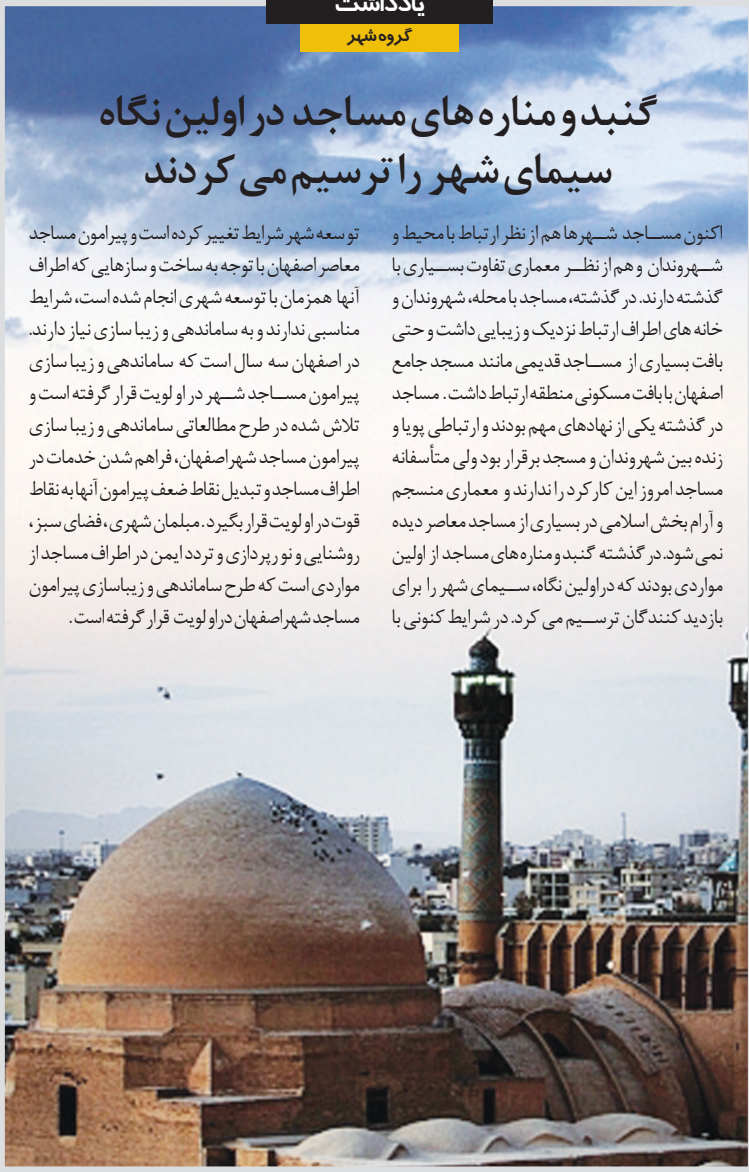 یادداشت
گروه شهر
گنبد و مناره های مساجد در اولین نگاه
سیمای شهر را ترسیم می کردند
اکنون مساجد شهرها هم از نظر ارتباط با محیط و
شهروندان و هم از نظر معماری تفاوت بسیاری با
گذشته دارند. در گذشته، مساجد با محله، شهروندان و
خانه های اطراف ارتباط نزدیک و زیبایی داشت و حتی
بافت بسیاری از مساجد قدیمی مانند مسجد جامع
اصفهان با بافت مسکونی منطقه ارتباط داشت. مساجد
در گذشته یکی از نهادهای مهم بودند و ارتباطی پویا و
زنده بین شهروندان و مسجد برقرار بود ولی متأسفانه
مساجد امروز این کارکرد را ندارند و معماری منسجم
و آرام بخش اسلامی در بسیاری از مساجد معاصر دیده
نمی شود. در گذشته گنبد و مناره های مساجد از اولین
مواردی بودند که در اولین نگاه، سیمای شهر را برای
بازدید کنندگان ترسیم می کرد. در شرایط کنونی با
توسعه شهر شرایط تغییر کرده است و پیرامون مساجد
معاصر اصفهان با توجه به ساخت و سازهایی که اطراف
آنها همزمان با توسعه شهری انجام شده است، شرایط
مناسبی ندارند و به ساماندهی و زیبا سازی نیاز دارند.
در اصفهان سه سال است که ساماندهی و زیبا سازی
پیرامون مساجد شهر در اولویت قرار گرفته است و
تلاش شده در طرح مطالعاتی ساماندهی و زیبا سازی
پیرامون مساجد شهر اصفهان، فراهم شدن خدمات در
اطراف مساجد و تبدیل نقاط ضعف پیرامون آنها به نقاط
قوت در اولویت قرار بگیرد. مبلمان شهری، فضای سبز،
روشنایی و نورپردازی و تردد ایمن در اطراف مساجد از
مواردی است که طرح ساماندهی و زیباسازی پیرامون
مساجد شهر اصفهان در اولویت قرار گرفته است.